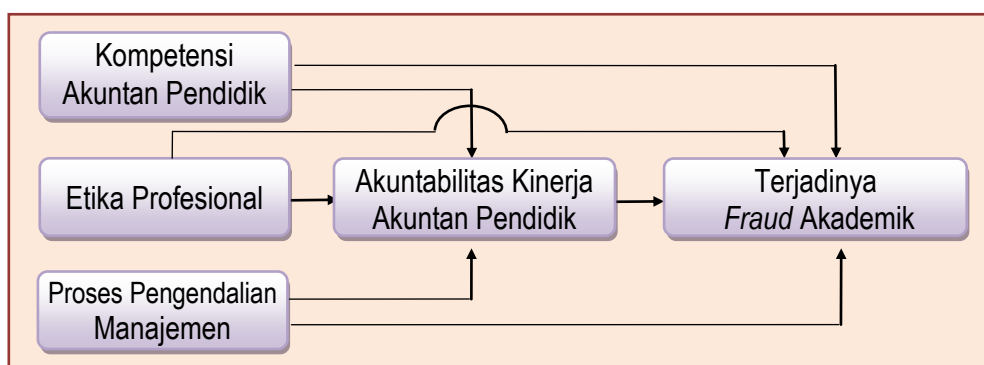 Kompetensi
Akuntan Pendidik
Etika Profesional
Akuntabilitas Kinerja
Akuntan Pendidik
Terjadinya
Fraud Akademik
Proses Pengendalian
Manajemen